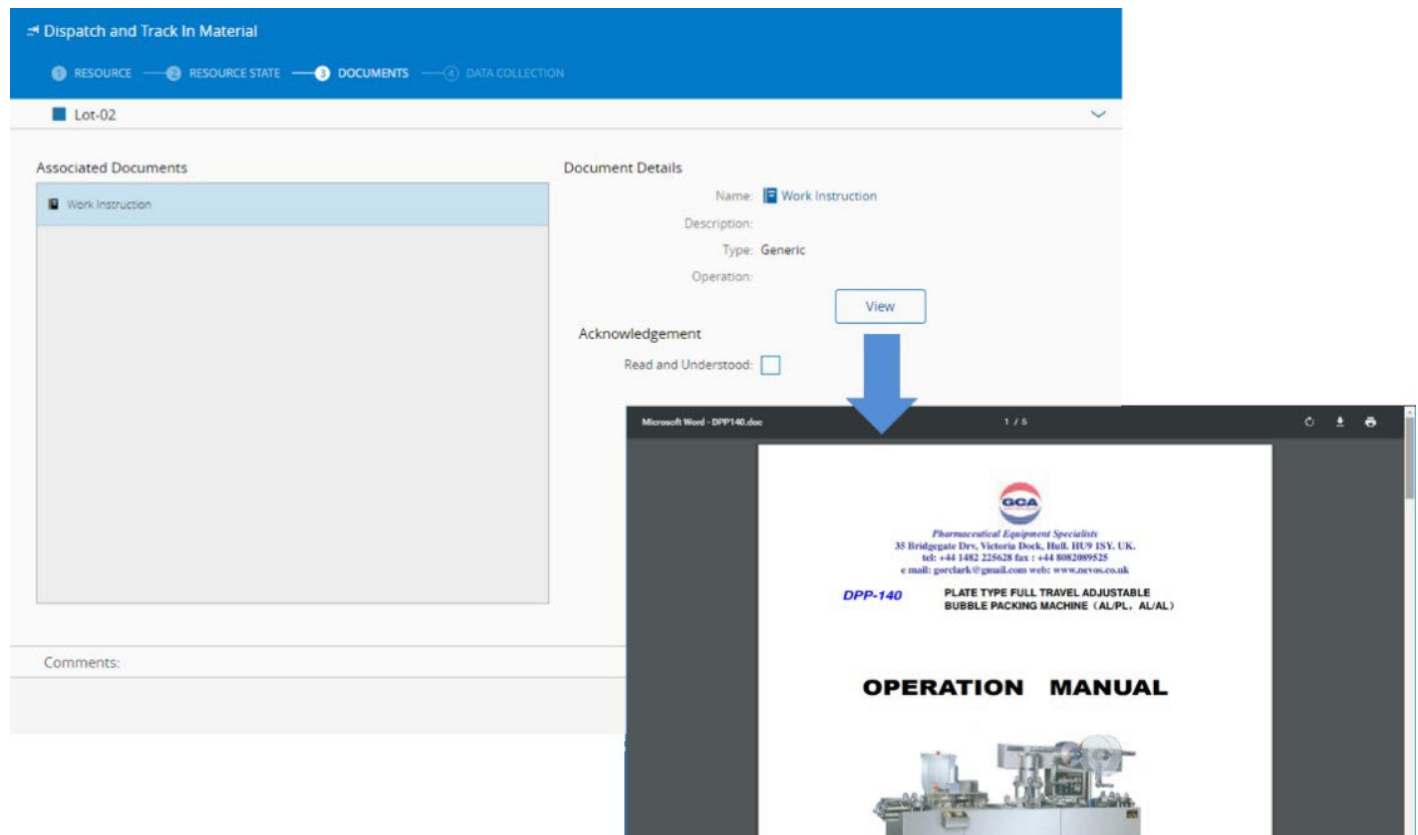 Dispatch and Track In Material
1 RESOURCE 2 RESOURCE STATE 3 DOCUMENTS 4 DATA COLLECTION
Lot-02
Associated Documents
Work Instruction
Document Details
Name: Work Instruction
Description:
Type: Generic
Operation:
View
Acknowledgement
Read and Understood:
Comments:
Microsoft Word - DPP140.doc 1 / 5
GCA
Pharmaceutical Equipment Specialists
35 Bridgegate Drv, Victoria Dock, Hull. HU9 1SY. UK.
tel: +44 1482 225628 fax : +44 8082089525
e mail: gorclark@gmail.com web: www.nevos.co.uk
DPP-140 PLATE TYPE FULL TRAVEL ADJUSTABLE
BUBBLE PACKING MACHINE (AL/PL, AL/AL)
OPERATION MANUAL